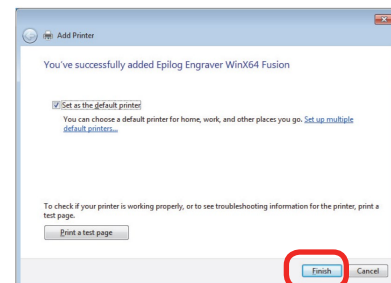 Add Printer
You've successfully added Epilog Engraver WinX64 Fusion
Set as the default printer
You can choose a default printer for home, work, and other places you go. Set up multiple
default printers...
To check if your printer is working properly, or to see troubleshooting information for the printer, print a
test page.
Print a test page
Finish Cancel